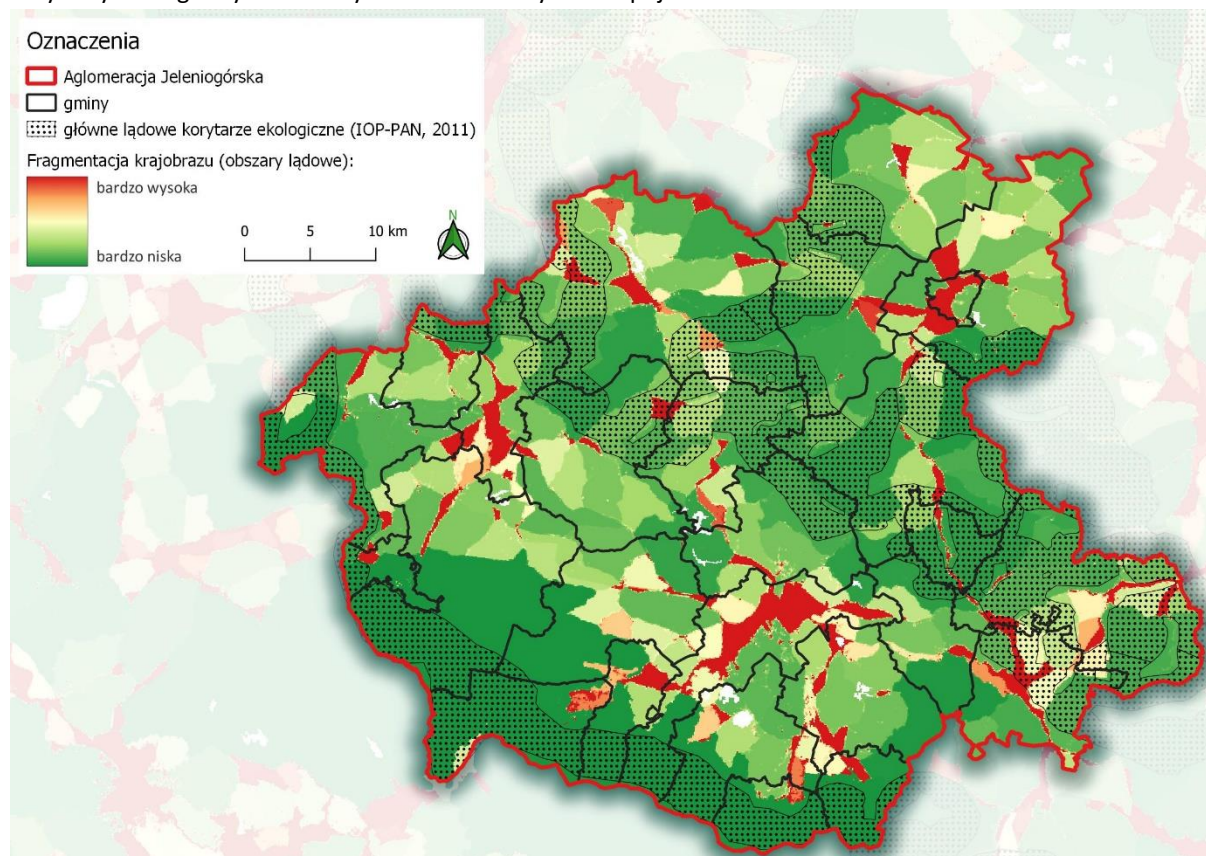 Oznaczenia
Aglomeracja Jeleniogórska
gminy
główne lądowe korytarze ekologiczne (IOP-PAN, 2011)
Fragmentacja krajobrazu (obszary lądowe):
bardzo wysoka
bardzo niska
0 5 10 km
N